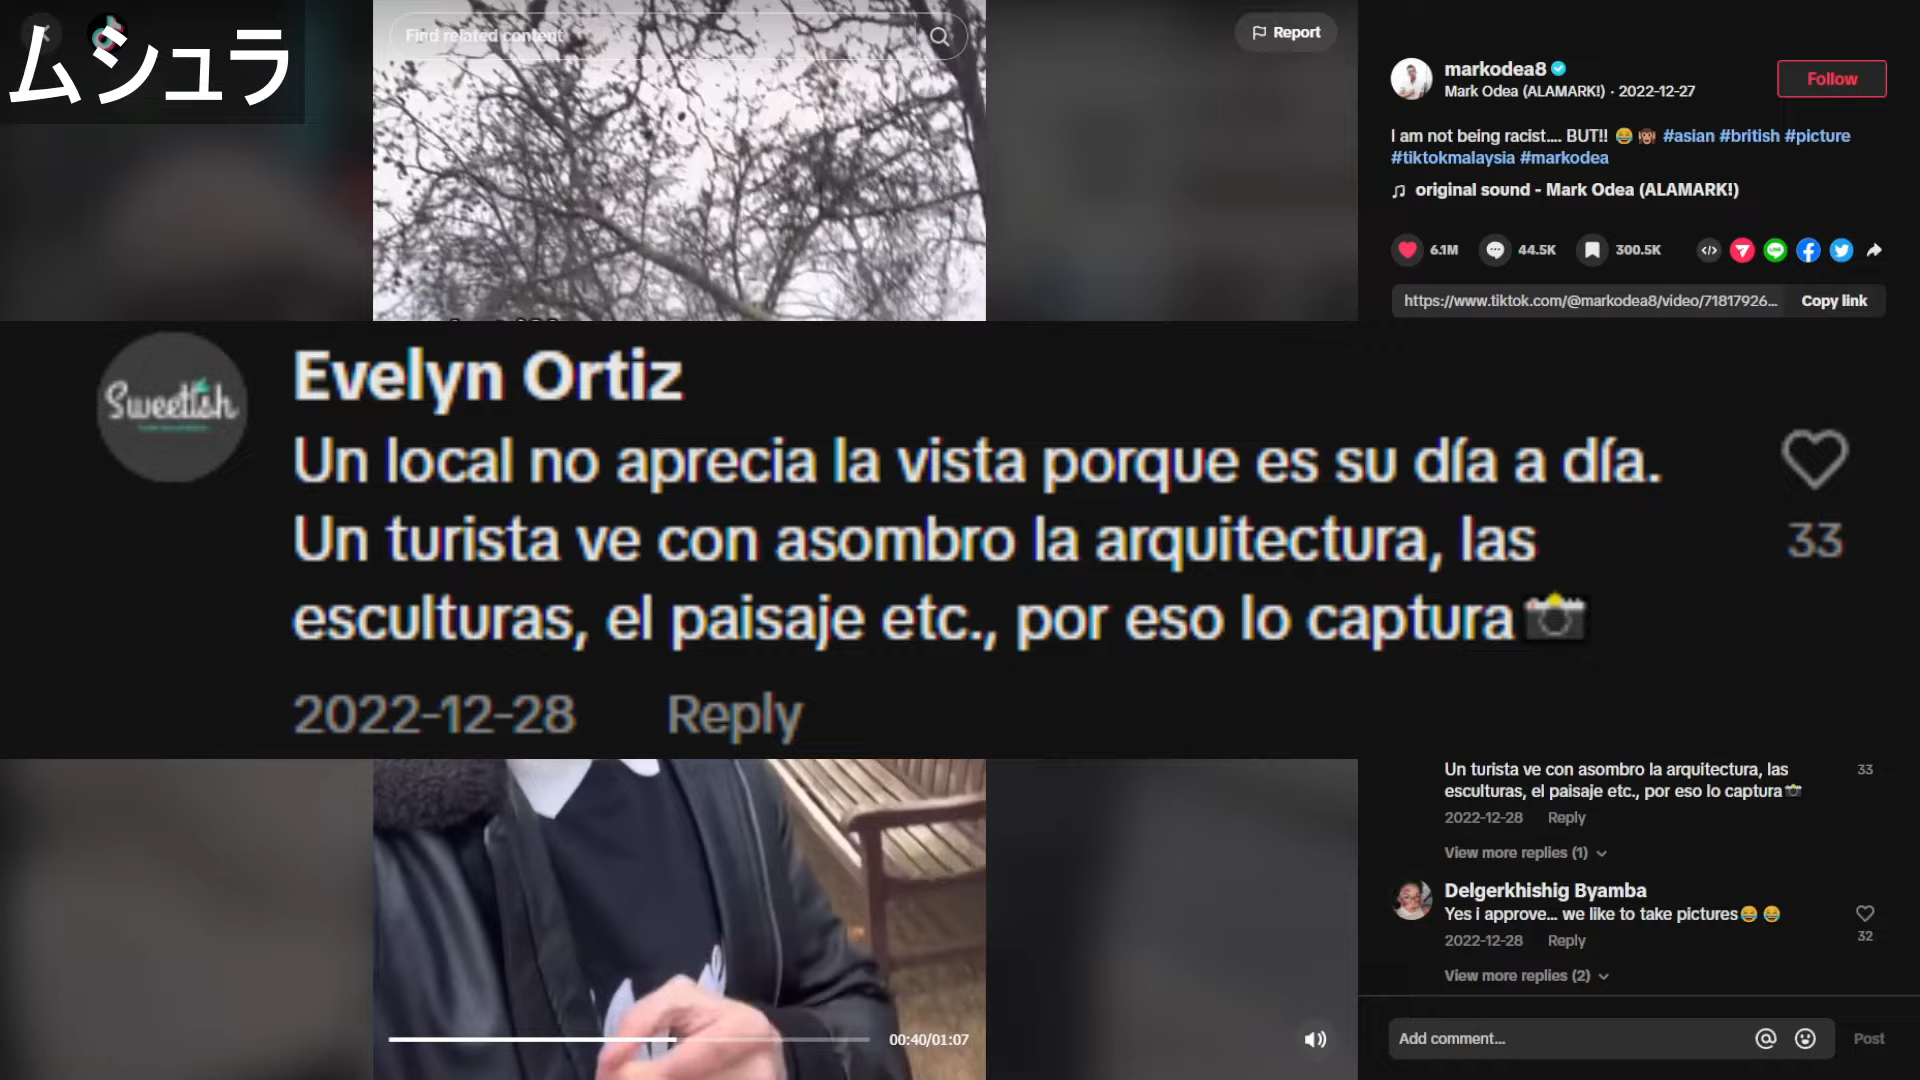 ムシュラ
Find related content
Report
markodea8
Mark Odea (ALAMARK!) · 2022-12-27
Follow
I am not being racist.... BUT!! 😂 🙉 #asian #british #picture
#tiktokmalaysia #markodea
original sound - Mark Odea (ALAMARK!)
6.1M
44.5K
300.5K
https://www.tiktok.com/@markodea8/video/71817926...
Copy link
Sweetish
Evelyn Ortiz
Un local no aprecia la vista porque es su día a día.
Un turista ve con asombro la arquitectura, las
esculturas, el paisaje etc., por eso lo captura📸
33
2022-12-28 Reply
Un turista ve con asombro la arquitectura, las
33
esculturas, el paisaje etc., por eso lo captura📸
2022-12-28 Reply
View more replies (1)
Delgerkhishig Byamba
Yes i approve... we like to take pictures😂 😂
32
2022-12-28 Reply
View more replies (2)
00:40/01:07
Add comment...
Post